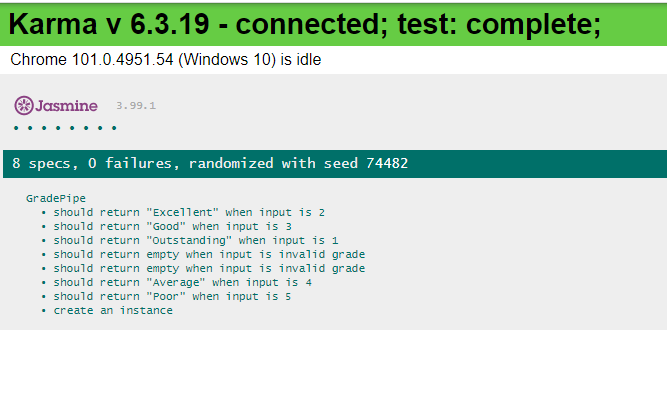 Karma v 6.3.19 - connected; test: complete;
Chrome 101.0.4951.54 (Windows 10) is idle
Jasmine 3.99.1
• • • • • • • •
8 specs, 0 failures, randomized with seed 74482
GradePipe
• should return "Excellent" when input is 2
• should return "Good" when input is 3
• should return "Outstanding" when input is 1
• should return empty when input is invalid grade
• should return empty when input is invalid grade
• should return "Average" when input is 4
• should return "Poor" when input is 5
• create an instance